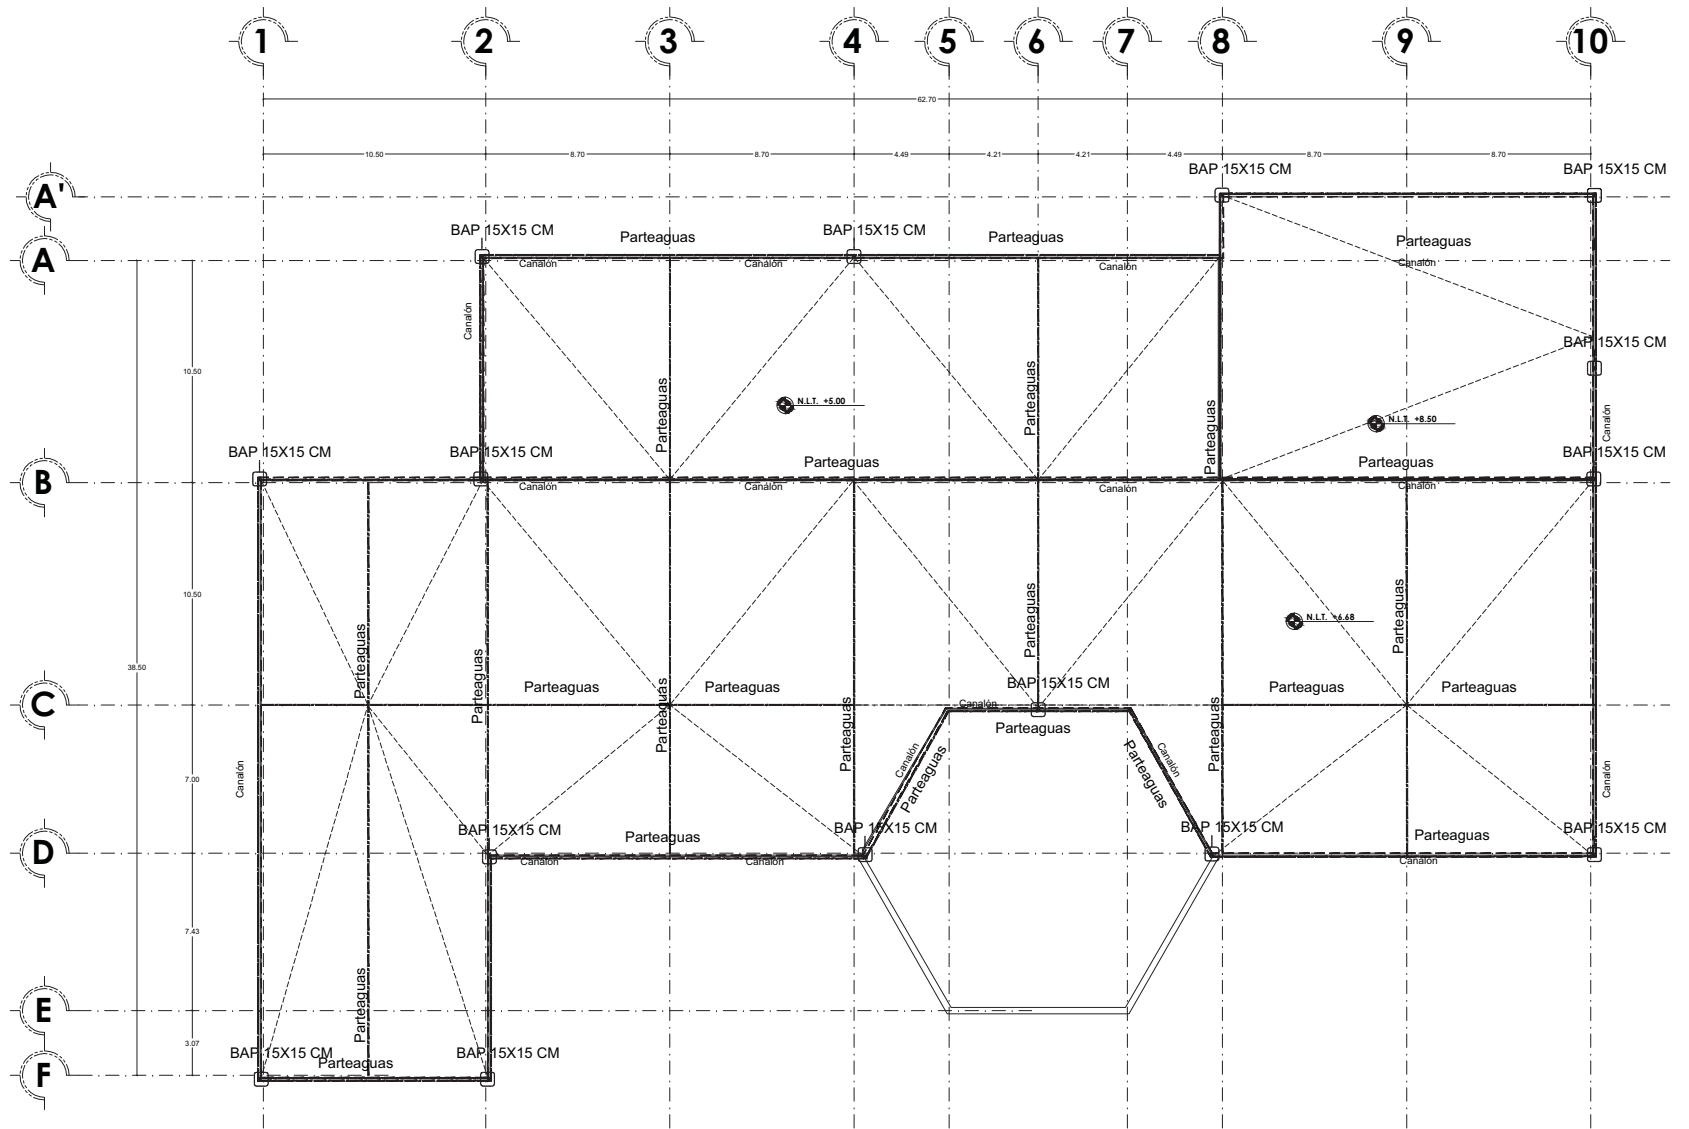 1 2 3 4 5 6 7 8 9 10
62.70
10.50 8.70 8.70 4.49 4.21 4.21 4.49 8.70 8.70
BAP 15X15 CM BAP 15X15 CM
A'
BAP 15X15 CM Parteaguas BAP 15X15 CM Parteaguas Parteaguas
A
Canalón Canalón Canalón Canalón
Canalón
BAP 15X15 CM
10.50
N.L.T. +5.00
Parteaguas Parteaguas Parteaguas
N.L.T. +8.50
Canalón
BAP 15X15 CM BAP 15X15 CM Parteaguas Parteaguas BAP 15X15 CM
B
Canalón Canalón Canalón Canalón
10.50
N.L.T. +6.68
Parteaguas Parteaguas Parteaguas Parteaguas
38.50
Parteaguas Parteaguas BAP 15X15 CM Parteaguas Parteaguas
C
Canalón
Parteaguas
Parteaguas Parteaguas Parteaguas
Canalón Canalón
Parteaguas Parteaguas
Canalón
7.00
Canalón
BAP 15X15 CM Parteaguas BAP 15X15 CM BAP 15X15 CM Parteaguas BAP 15X15 CM
D
Canalón Canalón Canalón
7.43
Parteaguas
E
3.07
BAP 15X15 CM BAP 15X15 CM
Parteaguas
F